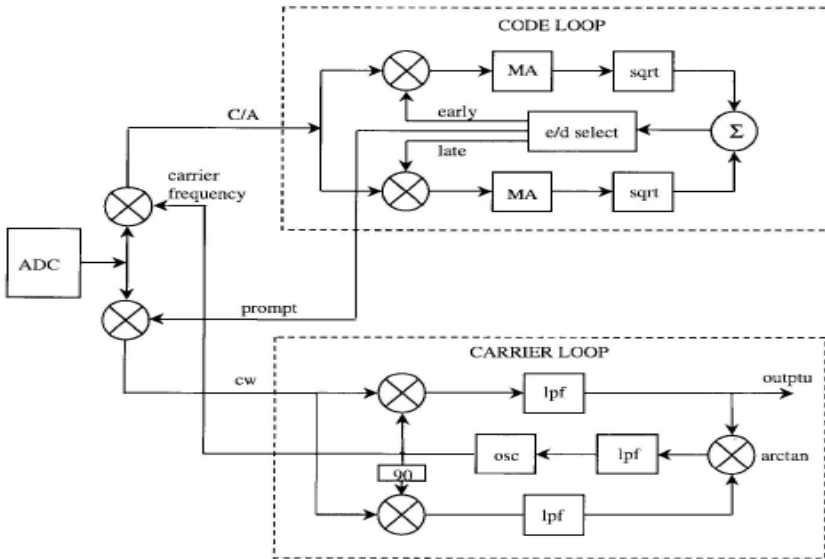 CODE LOOP
MA
sqrt
C/A
early
e/d select
Σ
late
carrier
frequency
MA
sqrt
ADC
prompt
CARRIER LOOP
cw
lpf
outptu
osc
lpf
arctan
90
lpf